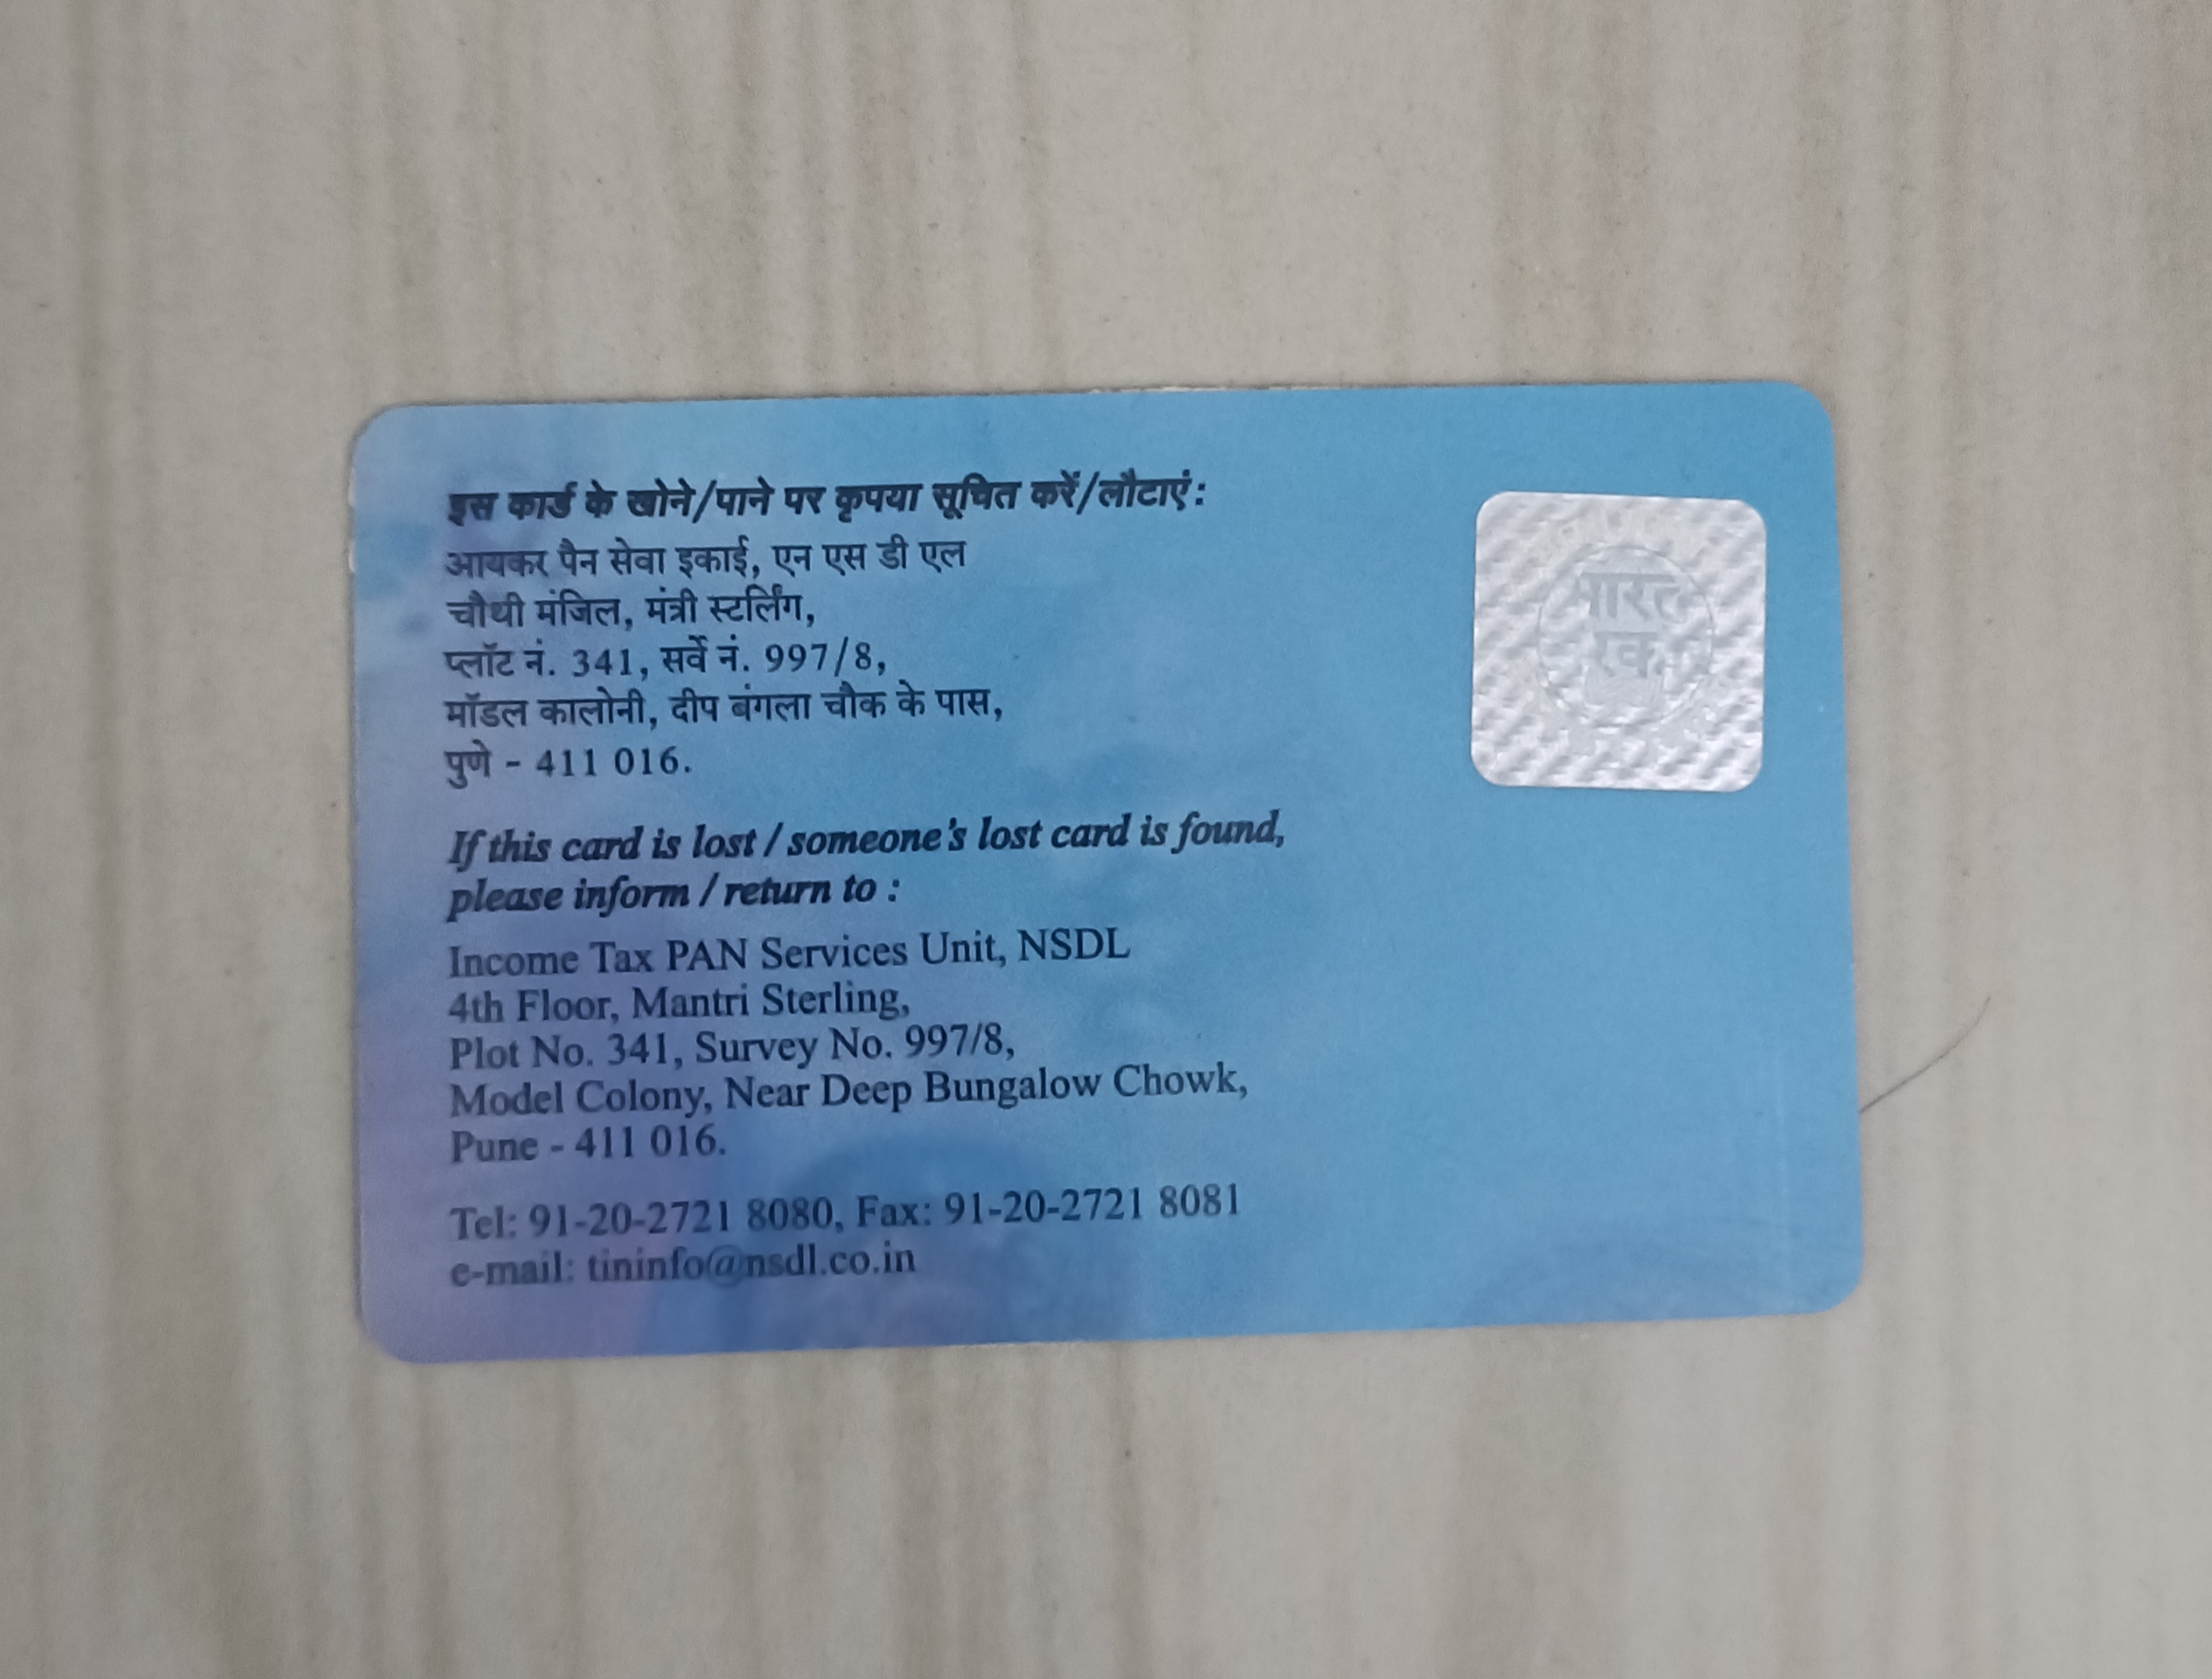 इस कार्ड के खोने/पाने पर कृपया सूचित करें/लौटाएं:
आयकर पैन सेवा इकाई, एन एस डी एल
चौथी मंजिल, मंत्री स्टर्लिंग,
प्लॉट नं. 341, सर्वे नं. 997/8,
मॉडल कालोनी, दीप बंगला चौक के पास,
पुणे - 411 016.
If this card is lost / someone's lost card is found,
please inform / return to :
Income Tax PAN Services Unit, NSDL
4th Floor, Mantri Sterling,
Plot No. 341, Survey No. 997/8,
Model Colony, Near Deep Bungalow Chowk,
Pune - 411 016.
Tel: 91-20-2721 8080, Fax: 91-20-2721 8081
e-mail: tininfo@nsdl.co.in